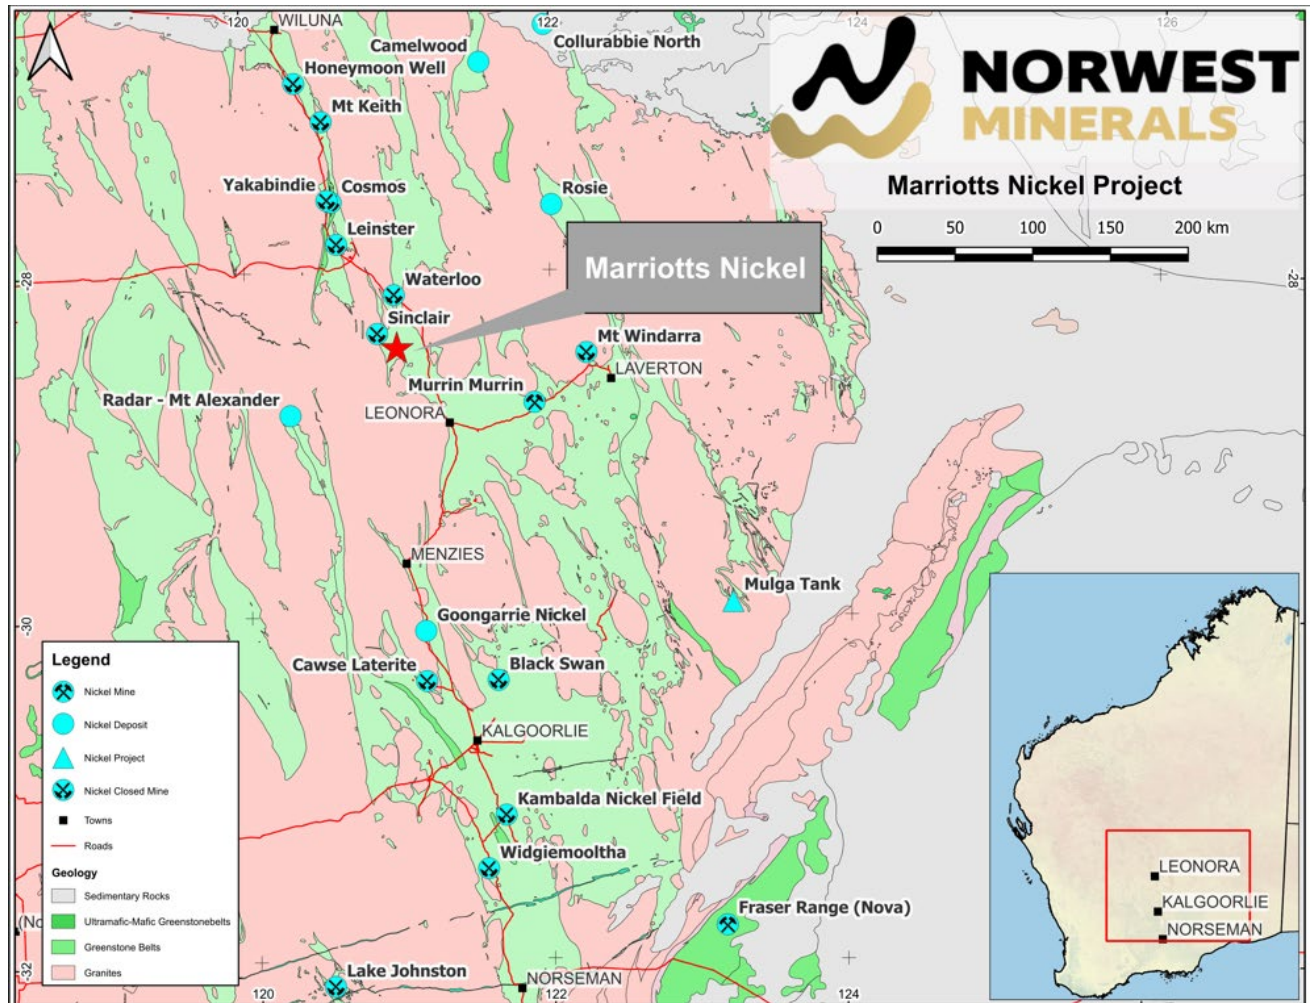 120
WILUNA
122
124
126
Camelwood
Collurabbie North
Honeymoon Well
NORWEST
MINERALS
Mt Keith
Yakabindie
Cosmos
Rosie
Marriotts Nickel Project
Leinster
0 50 100 150 200 km
Marriotts Nickel
-28
-28
Waterloo
Sinclair
Mt Windarra
LAVERTON
Murrin Murrin
Radar - Mt Alexander
LEONORA
MENZIES
Mulga Tank
Goongarrie Nickel
-30
Cawse Laterite
Black Swan
KALGOORLIE
Kambalda Nickel Field
Widgiemooltha
Fraser Range (Nova)
Lake Johnston
NORSEMAN
-32
120
122
124
(No
Legend
Nickel Mine
Nickel Deposit
Nickel Project
Nickel Closed Mine
Towns
Roads
Geology
Sedimentary Rocks
Ultramafic-Mafic Greenstonebelts
Greenstone Belts
Granites
LEONORA
KALGOORLIE
NORSEMAN